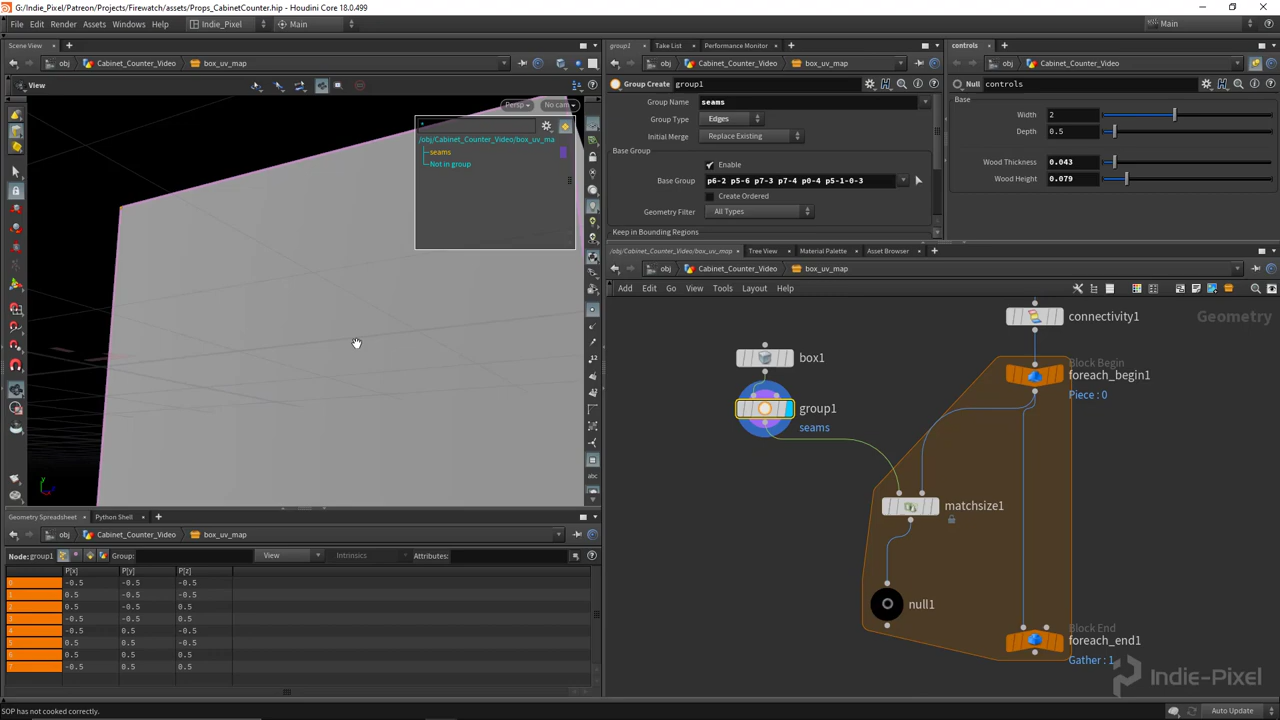 G:/Indie_Pixel/Patreon/Projects/Firewatch/assets/Props_CabinetCounter.hip - Houdini Core 18.0.499
File Edit Render Assets Windows Help Indie_Pixel Main Main
Scene View
obj Cabinet_Counter_Video box_uv_map
View
Persp No cam
/obj/Cabinet_Counter_Video/box_uv_ma
seams
Not in group
abc
group1 Take List Performance Monitor
obj Cabinet_Counter_Video box_uv_map
Group Create group1
Group Name seams
Group Type Edges
Initial Merge Replace Existing
Base Group
Enable
Base Group p6-2 p5-6 p7-3 p7-4 p0-4 p5-1-0-3
Create Ordered
Geometry Filter All Types
Keep in Bounding Regions
controls
obj Cabinet_Counter_Video
Null controls
Base
Width 2
Depth 0.5
Wood Thickness 0.043
Wood Height 0.079
/obj/Cabinet_Counter_Video/box_uv_map Tree View Material Palette Asset Browser
obj Cabinet_Counter_Video box_uv_map
Add Edit Go View Tools Layout Help
Geometry
connectivity1
Block Begin
foreach_begin1
Piece : 0
box1
group1
seams
matchsize1
null1
Block End
foreach_end1
Gather : 1
Indie-Pixel
Geometry Spreadsheet Python Shell
obj Cabinet_Counter_Video box_uv_map
Node: group1 Group: View Intrinsics Attributes:
P[x] P[y] P[z]
0 -0.5 -0.5 -0.5
1 0.5 -0.5 -0.5
2 0.5 -0.5 0.5
3 -0.5 -0.5 0.5
4 -0.5 0.5 -0.5
5 0.5 0.5 -0.5
6 0.5 0.5 0.5
7 -0.5 0.5 0.5
SOP has not cooked correctly.
Auto Update